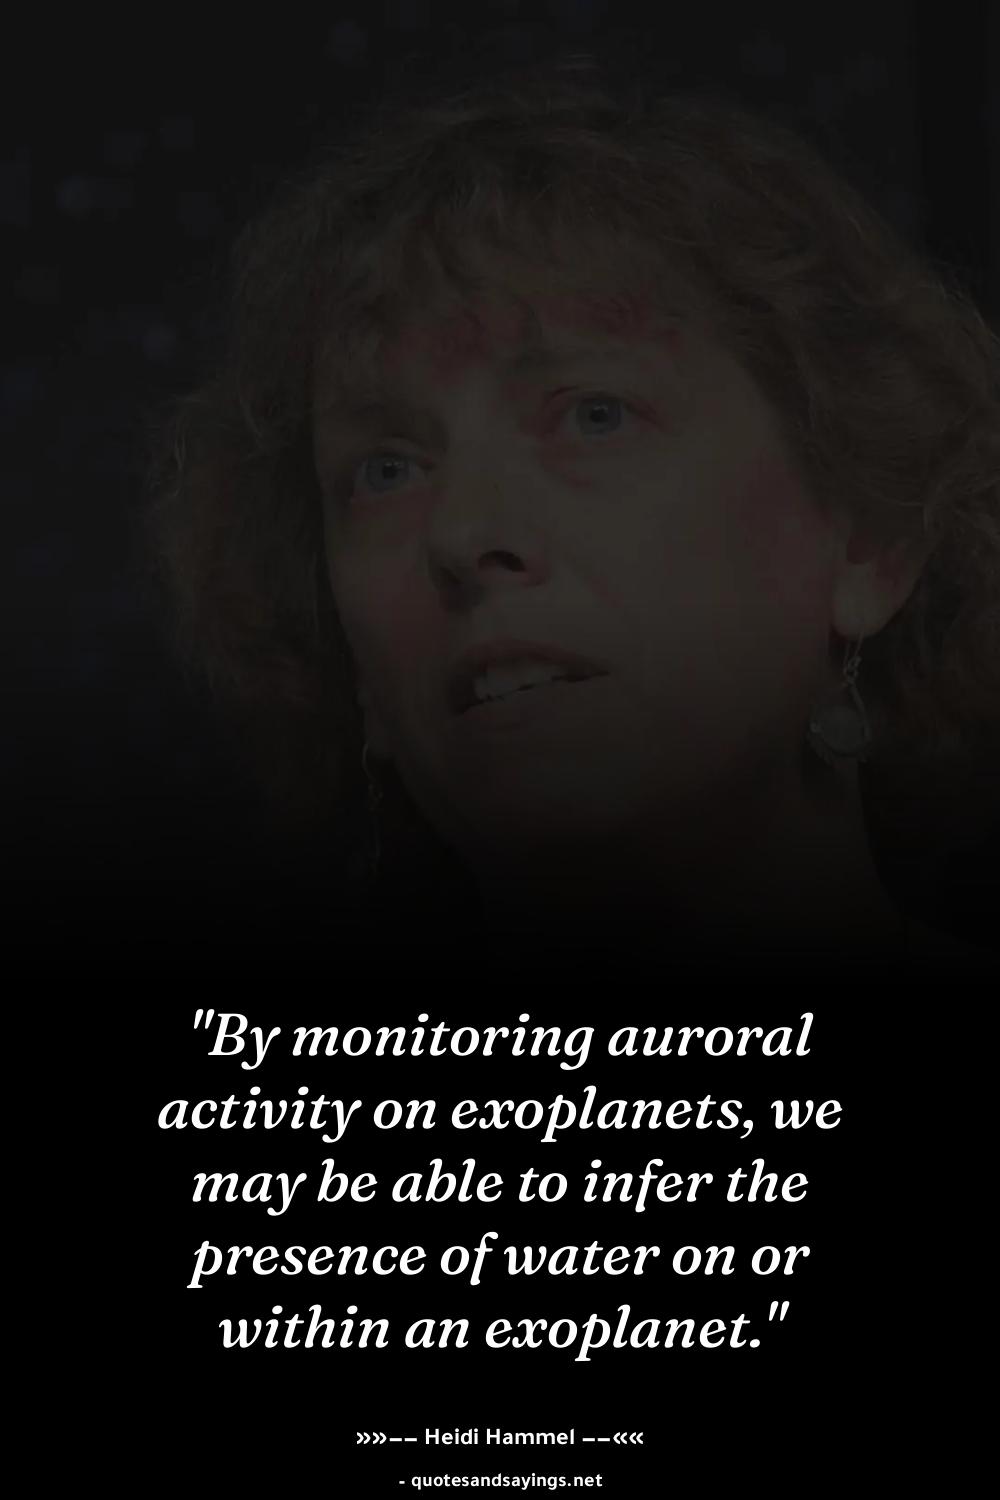 "By monitoring auroral
activity on exoplanets, we
may be able to infer the
presence of water on or
within an exoplanet."
»»–– Heidi Hammel ––««
- quotesandsayings.net